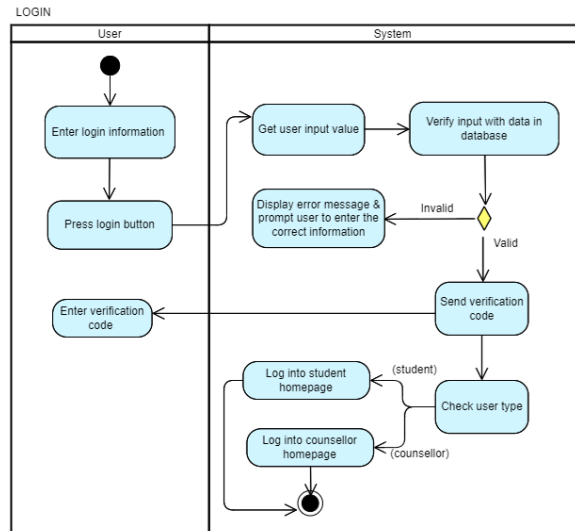 LOGIN
User
System
Enter login information
Get user input value
Verify input with data in
database
Press login button
Display error message &
prompt user to enter the
correct information
Invalid
Valid
Enter verification
code
Send verification
code
Log into student
homepage
(student)
Check user type
Log into counsellor
homepage
(counsellor)